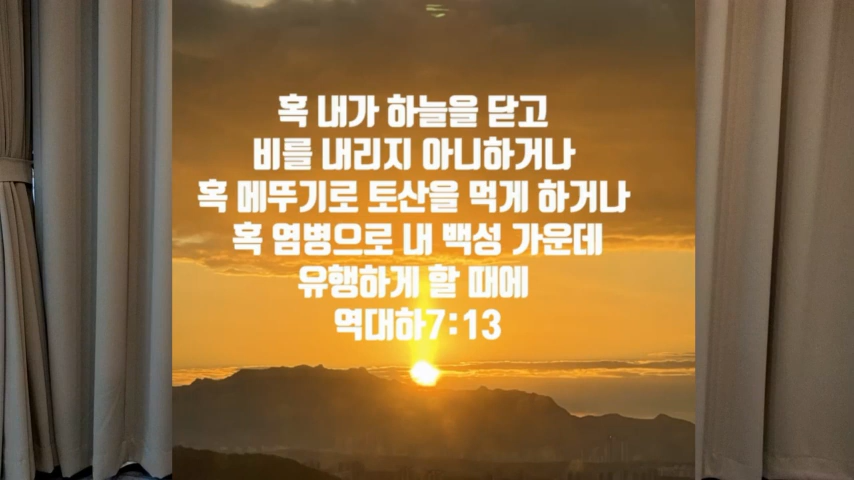 혹 내가 하늘을 닫고
비를 내리지 아니하거나
혹 메뚜기로 토산을 먹게 하거나
혹 염병으로 내 백성 가운데
유행하게 할 때에
역대하7:13